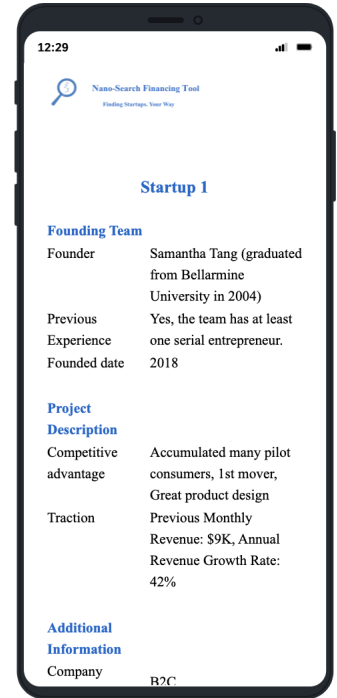 12:29
Nano-Search Financing Tool
Finding Startups, Your Way
Startup 1
Founding Team
Founder Samantha Tang (graduated
from Bellarmine
University in 2004)
Previous Yes, the team has at least
Experience one serial entrepreneur.
Founded date 2018
Project
Description
Competitive Accumulated many pilot
advantage consumers, 1st mover,
Great product design
Traction Previous Monthly
Revenue: $9K, Annual
Revenue Growth Rate:
42%
Additional
Information
Company B2C